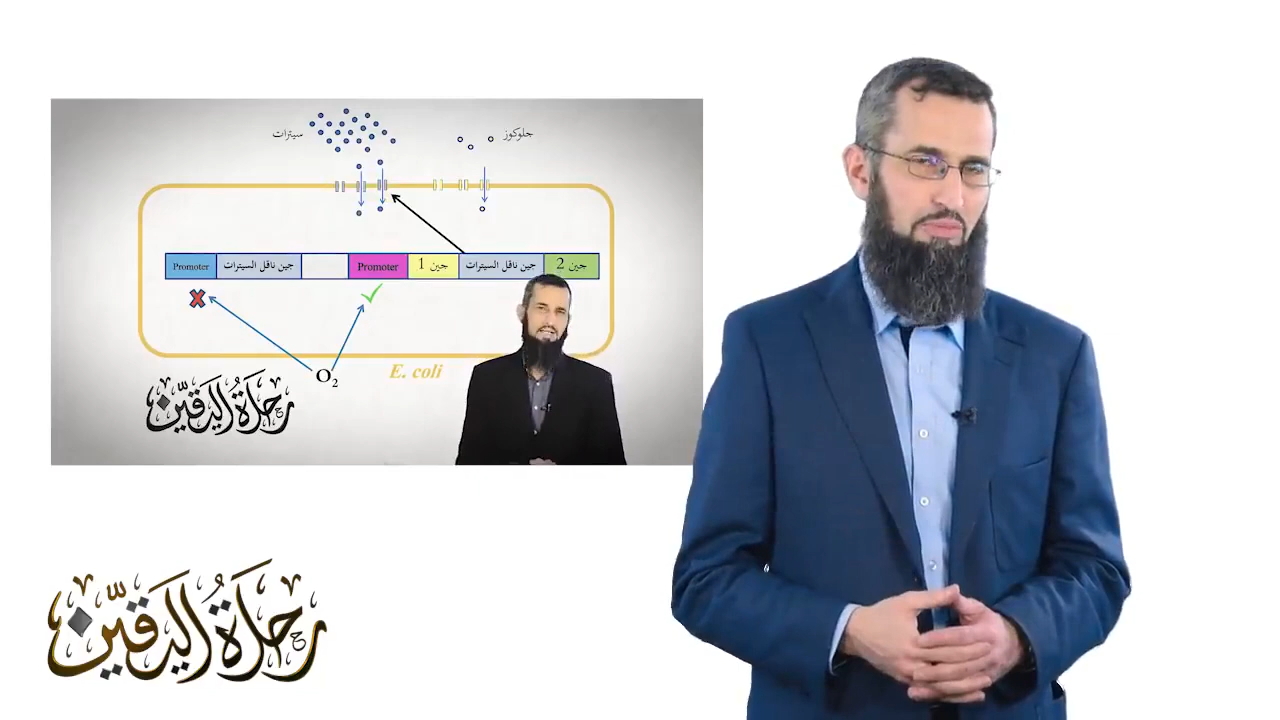 سيترات
جلوكوز
Promoter
جين ناقل السيترات
Promoter
جين 1
جين ناقل السيترات
جين 2
O2
E. coli
رحلة اليقين
رحلة اليقين